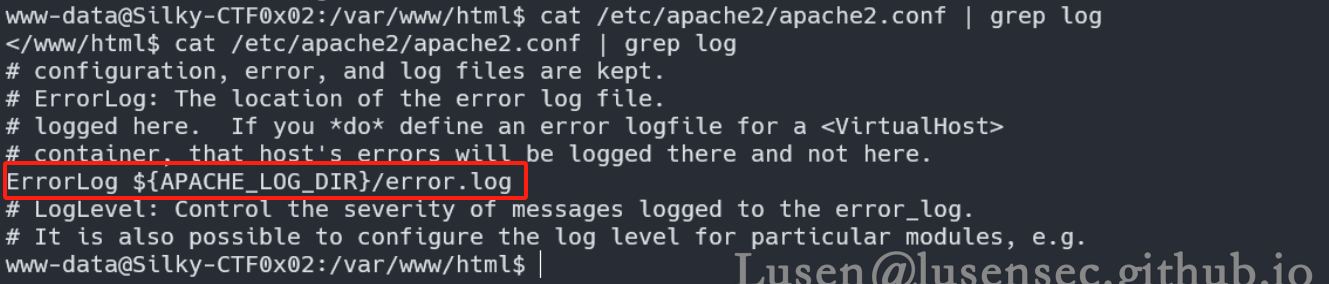 www-data@Silky-CTF0x02:/var/www/html$ cat /etc/apache2/apache2.conf | grep log
</www/html$ cat /etc/apache2/apache2.conf | grep log
# configuration, error, and log files are kept.
# ErrorLog: The location of the error log file.
# logged here.  If you *do* define an error logfile for a <VirtualHost>
# container, that host's errors will be logged there and not here.
ErrorLog ${APACHE_LOG_DIR}/error.log
# LogLevel: Control the severity of messages logged to the error_log.
# It is also possible to configure the log level for particular modules, e.g.
www-data@Silky-CTF0x02:/var/www/html$
Lusen@lusensec.github.io